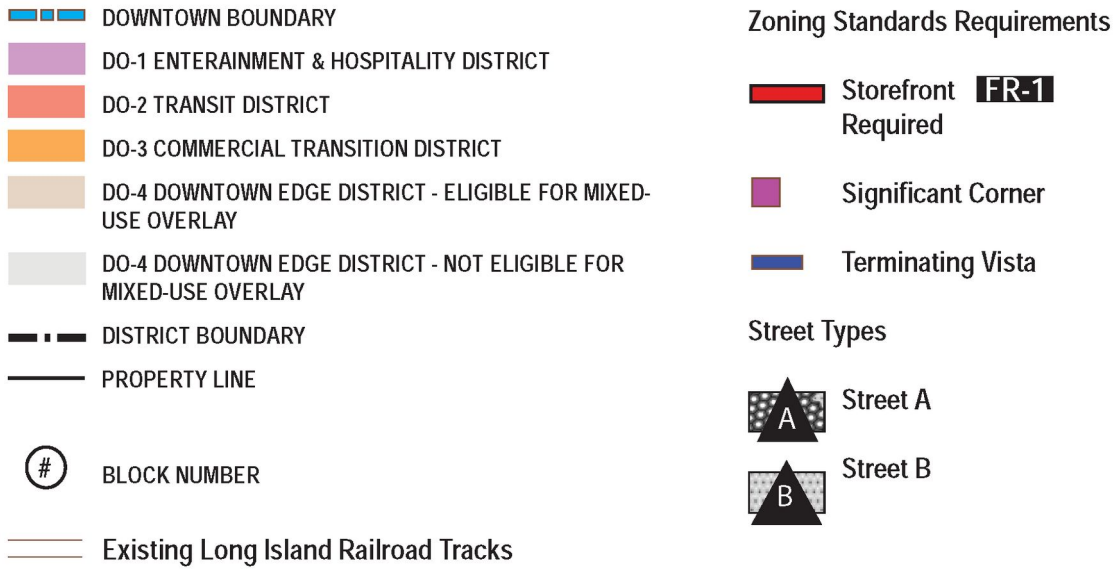 DOWNTOWN BOUNDARY
DO-1 ENTERAINMENT & HOSPITALITY DISTRICT
DO-2 TRANSIT DISTRICT
DO-3 COMMERCIAL TRANSITION DISTRICT
DO-4 DOWNTOWN EDGE DISTRICT - ELIGIBLE FOR MIXED-
USE OVERLAY
DO-4 DOWNTOWN EDGE DISTRICT - NOT ELIGIBLE FOR
MIXED-USE OVERLAY
DISTRICT BOUNDARY
PROPERTY LINE
# BLOCK NUMBER
Existing Long Island Railroad Tracks
Zoning Standards Requirements
Storefront FR-1
Required
Significant Corner
Terminating Vista
Street Types
A Street A
B Street B